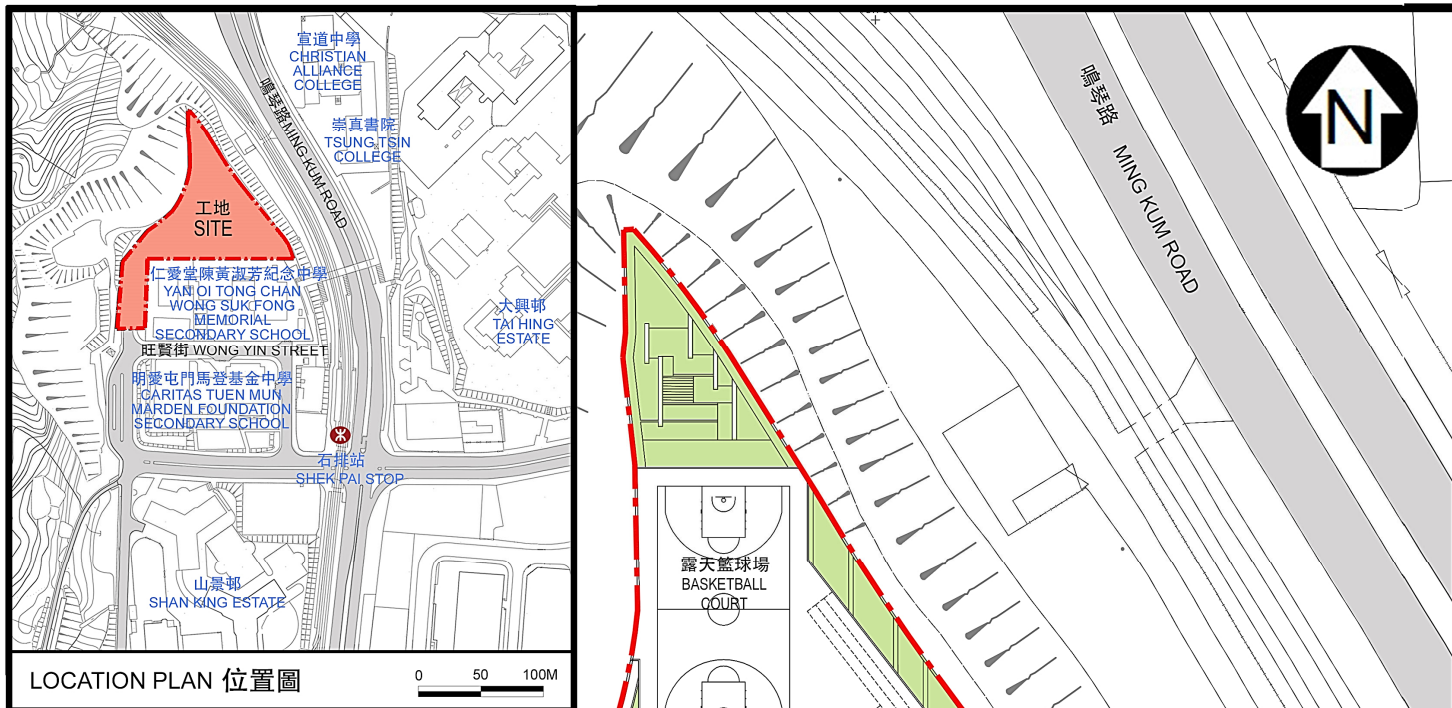 宣道中學
CHRISTIAN
ALLIANCE
COLLEGE
鳴琴路 MING KUM ROAD
崇真書院
TSUNG TSIN
COLLEGE
工地
SITE
仁愛堂陳黃淑芳紀念中學
YAN OI TONG CHAN
WONG SUK FONG
MEMORIAL
SECONDARY SCHOOL
旺賢街 WONG YIN STREET
大興邨
TAI HING
ESTATE
明愛屯門馬登基金中學
CARITAS TUEN MUN
MARDEN FOUNDATION
SECONDARY SCHOOL
石排站
SHEK PAI STOP
山景邨
SHAN KING ESTATE
LOCATION PLAN 位置圖
0 50 100M
鳴琴路 MING KUM ROAD
N
露天籃球場
BASKETBALL
COURT